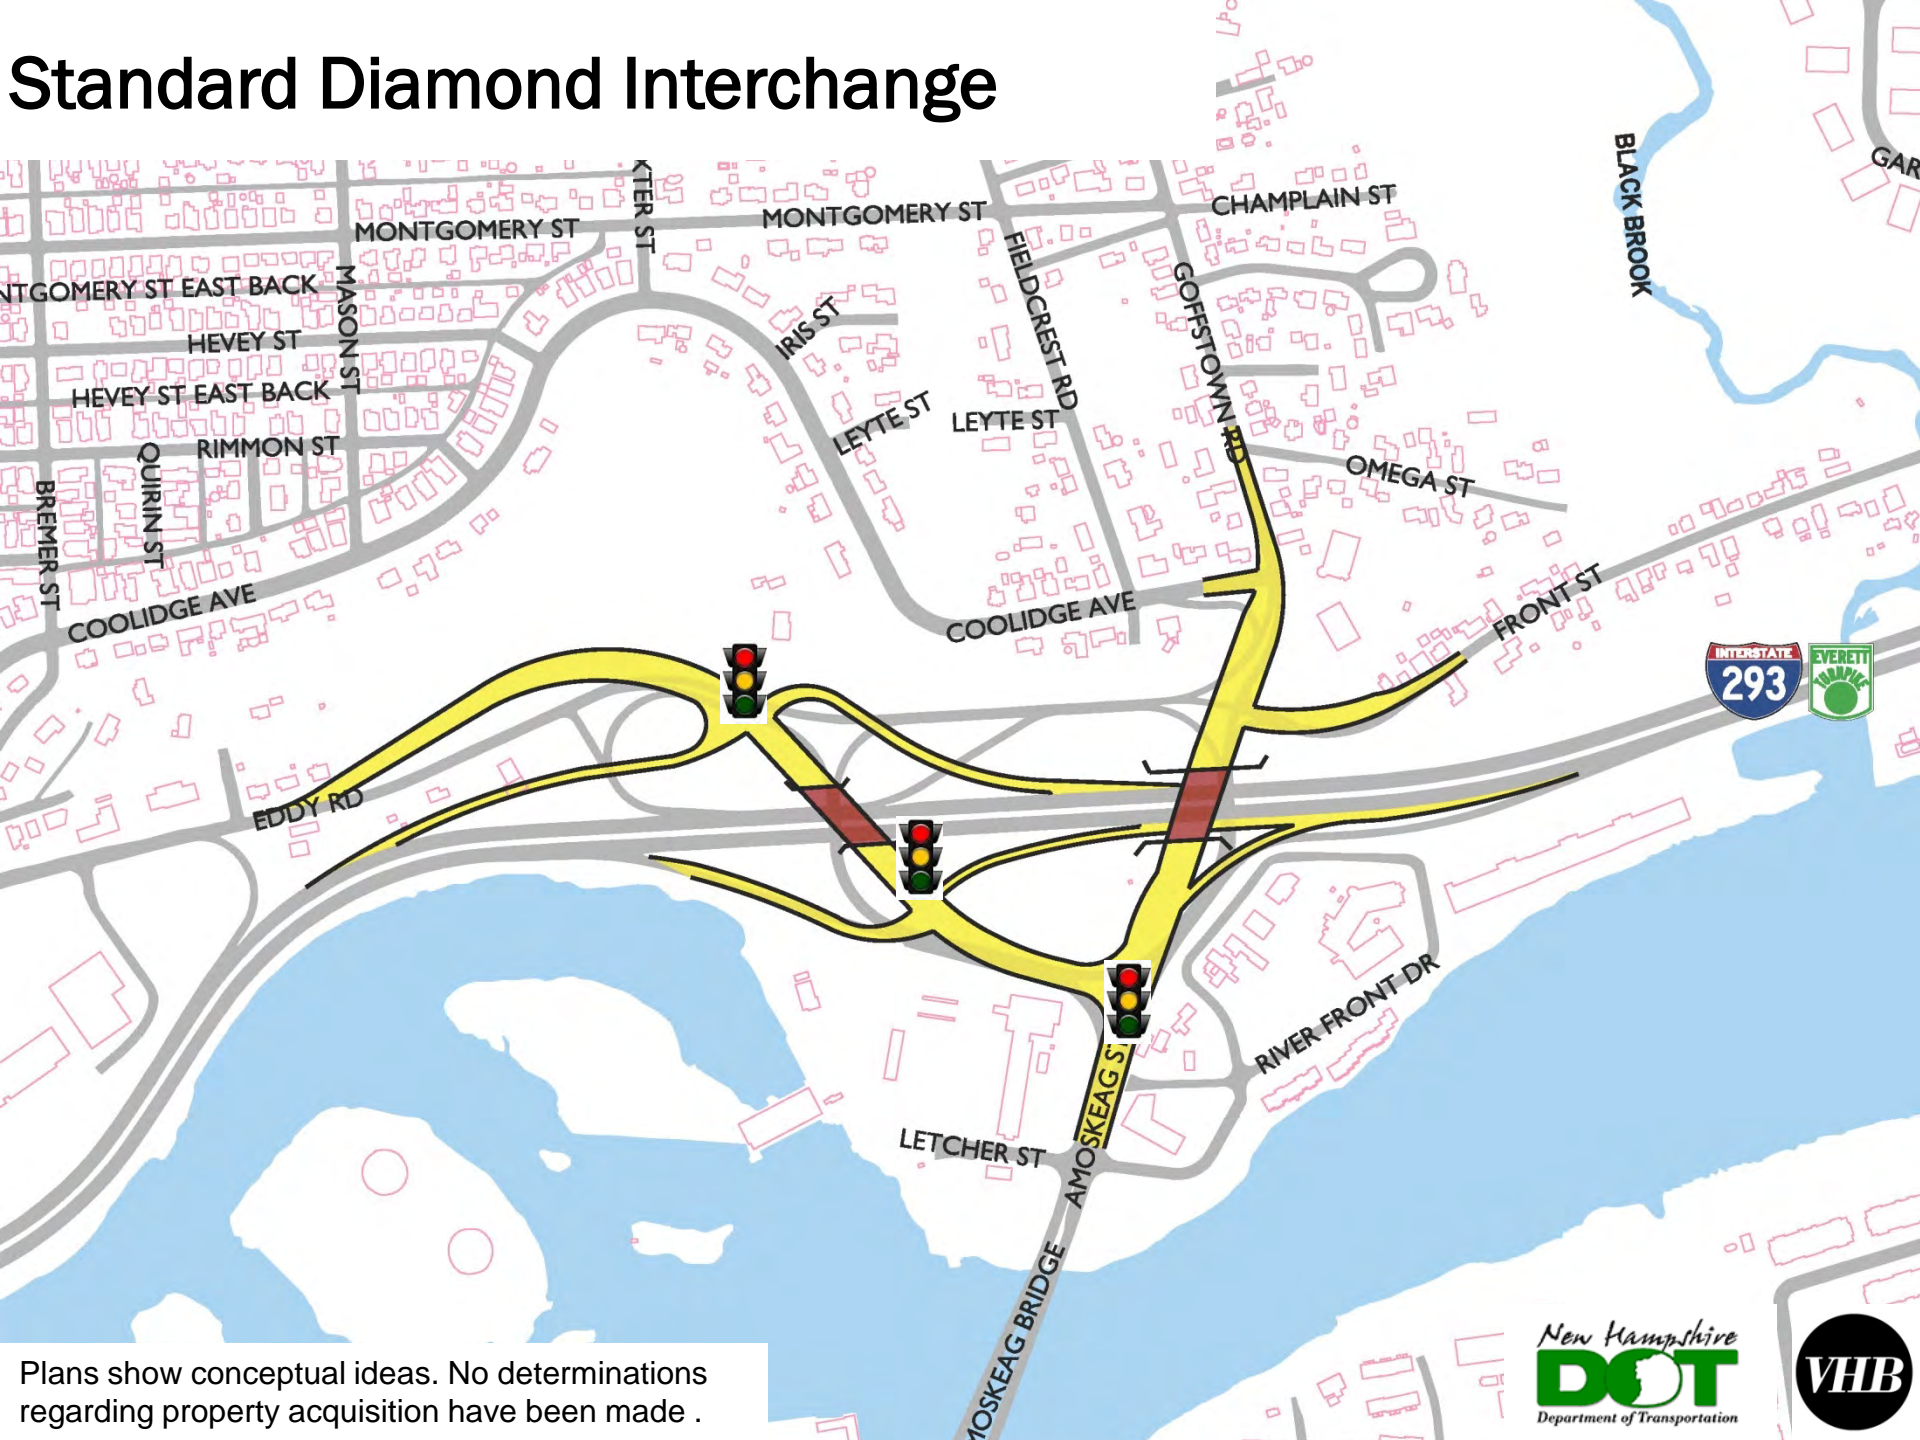 Standard Diamond Interchange
BLACK BROOK
GAR
XTER ST
MONTGOMERY ST
MONTGOMERY ST
CHAMPLAIN ST
NTGOMERY ST EAST BACK
MASON ST
FIELDCREST RD
GOFFSTOWN RD
HEVEY ST
IRIS ST
HEVEY ST EAST BACK
LEYTE ST
LEYTE ST
RIMMON ST
QUIRIN ST
BREMER ST
OMEGA ST
COOLIDGE AVE
COOLIDGE AVE
FRONT ST
INTERSTATE
293
EVERETT
TURNPIKE
EDDY RD
RIVER FRONT DR
AMOSKEAG ST
LETCHER ST
MOSKEAG BRIDGE
Plans show conceptual ideas. No determinations
regarding property acquisition have been made .
New Hampshire
DOT
Department of Transportation
VHB